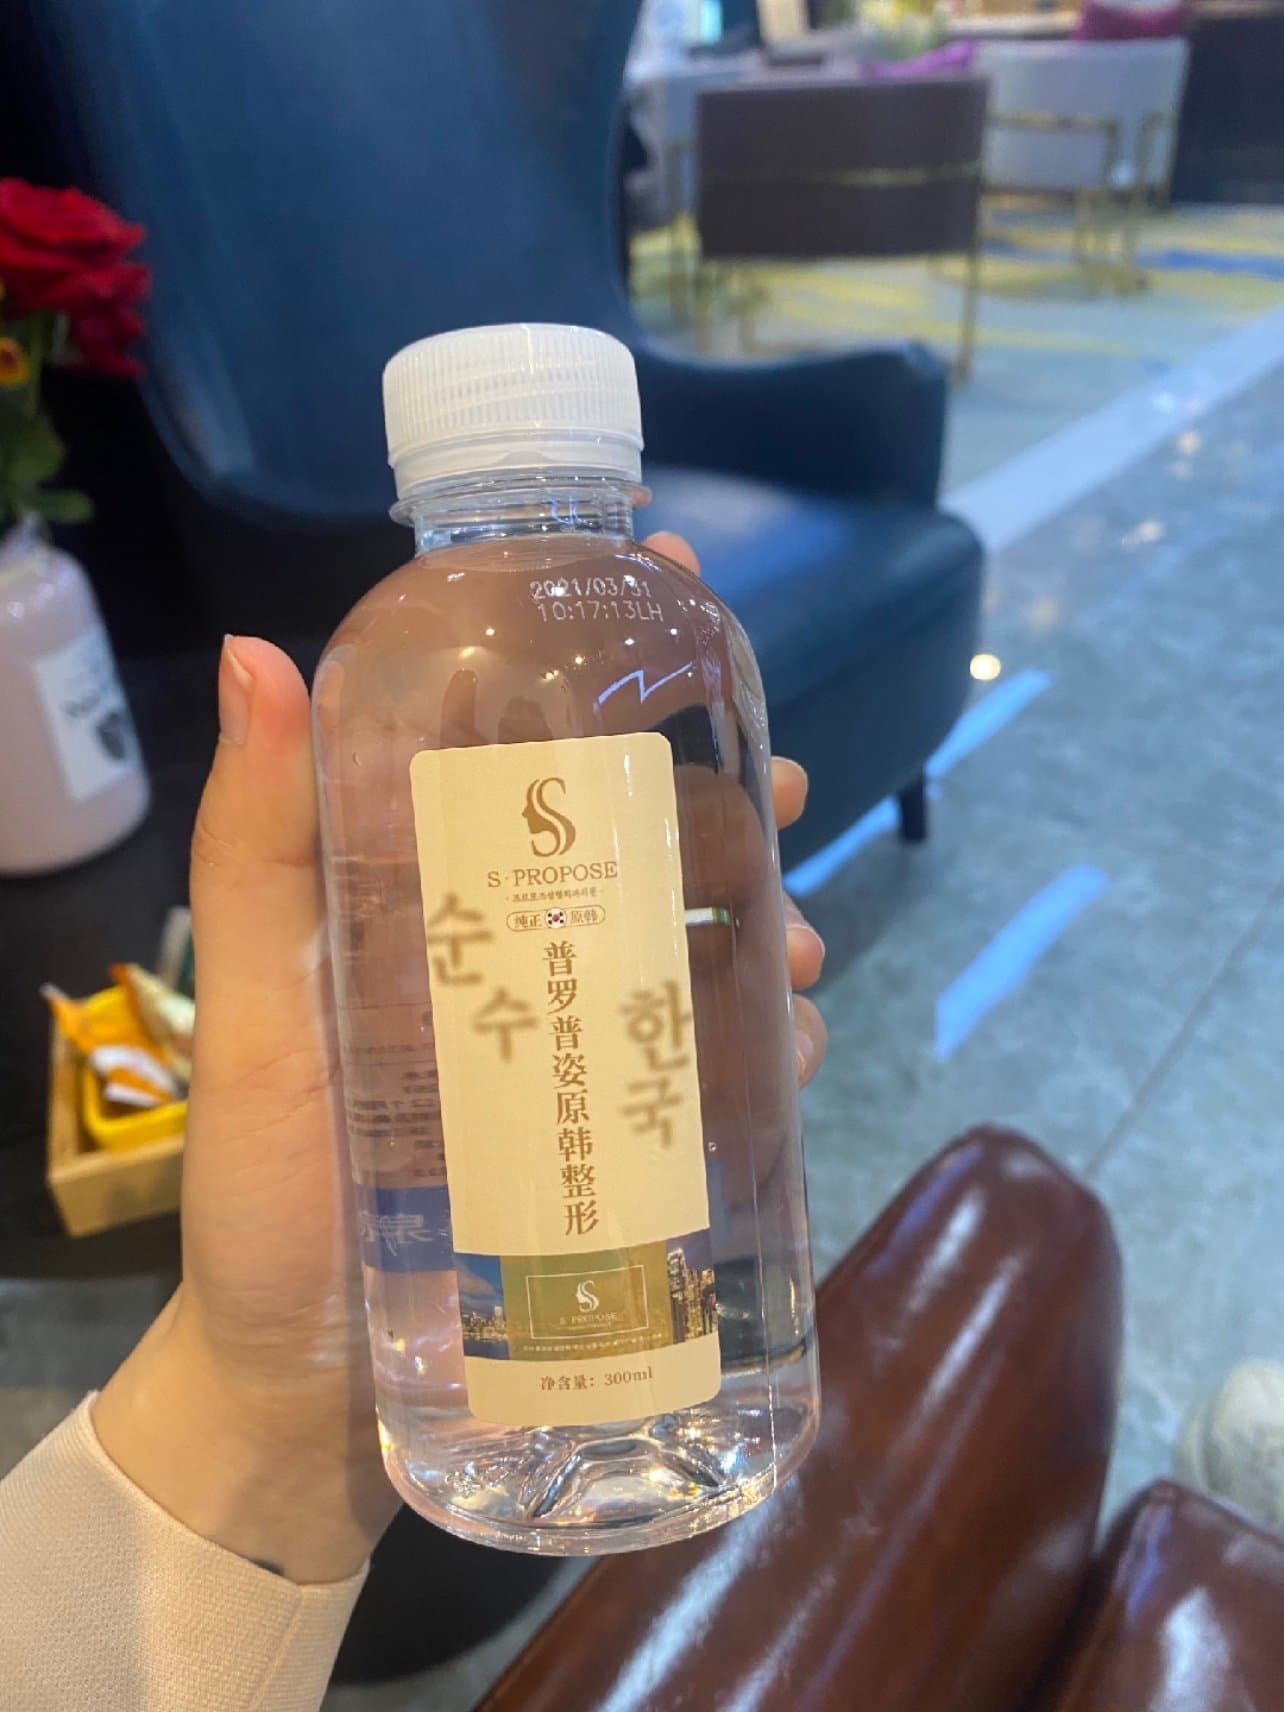 2021/03/31
10:17:13LH
S
S·PROPOSE
纯正 原韩
순수
한국
普罗普姿原韩整形
S
S·PROPOSE
净含量：300ml